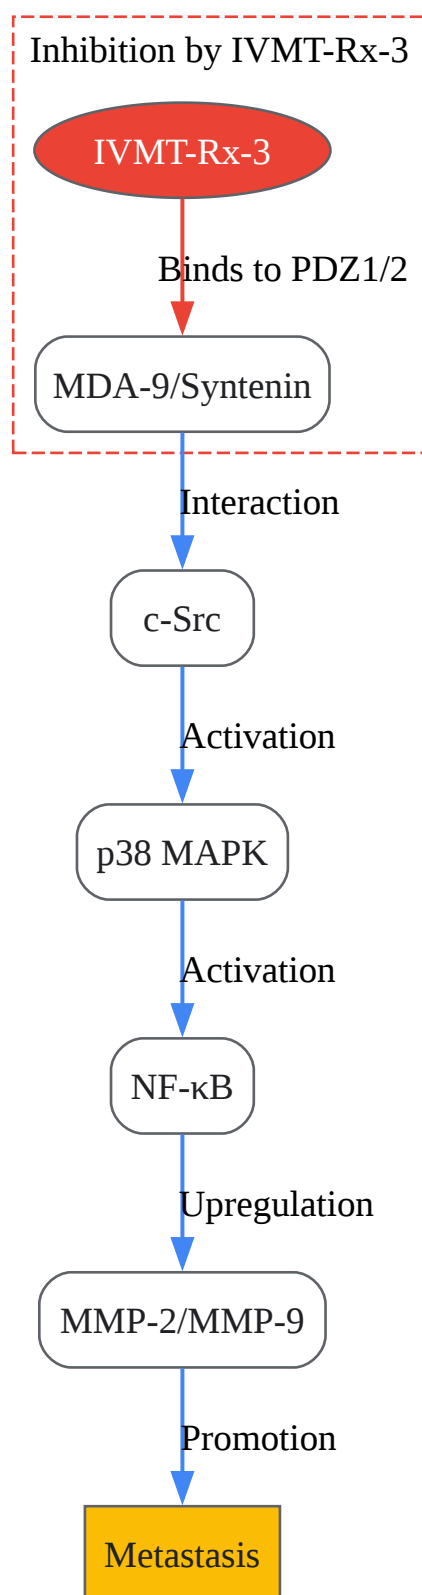 Inhibition by IVMT-Rx-3
IVMT-Rx-3
Binds to PDZ1/2
MDA-9/Syntenin
Interaction
c-Src
Activation
p38 MAPK
Activation
NF-κB
Upregulation
MMP-2/MMP-9
Promotion
Metastasis